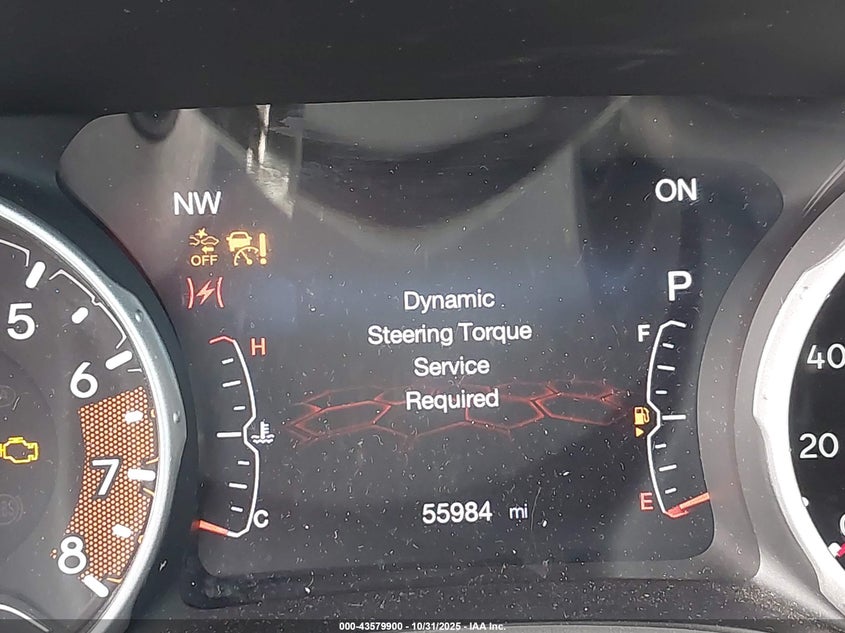 NW
ON
OFF
P
Dynamic
Steering Torque
Service
Required
H
F
C
E
55984 mi
5
6
7
8
40
20
000-43579900 - 10/31/2025 - IAA Inc.